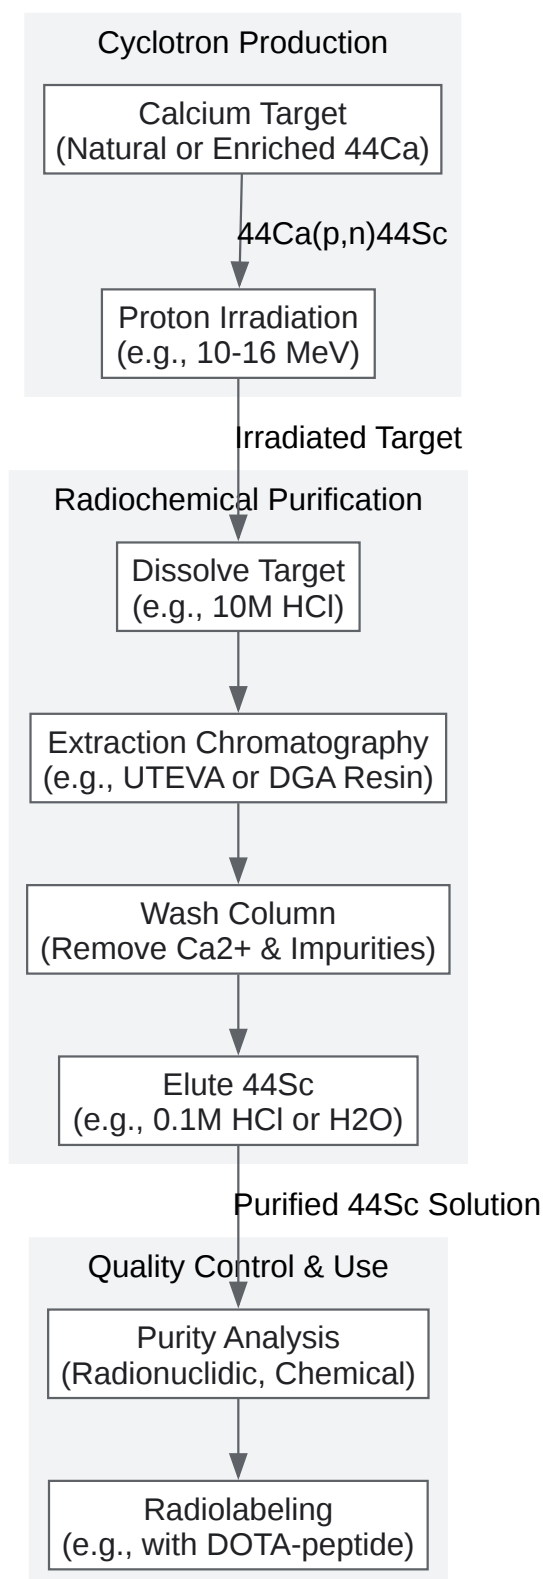 Cyclotron Production
Calcium Target
(Natural or Enriched 44Ca)
44Ca(p,n)44Sc
Proton Irradiation
(e.g., 10-16 MeV)
Irradiated Target
Radiochemical Purification
Dissolve Target
(e.g., 10M HCl)
Extraction Chromatography
(e.g., UTEVA or DGA Resin)
Wash Column
(Remove Ca2+ & Impurities)
Elute 44Sc
(e.g., 0.1M HCl or H2O)
Purified 44Sc Solution
Quality Control & Use
Purity Analysis
(Radionuclidic, Chemical)
Radiolabeling
(e.g., with DOTA-peptide)